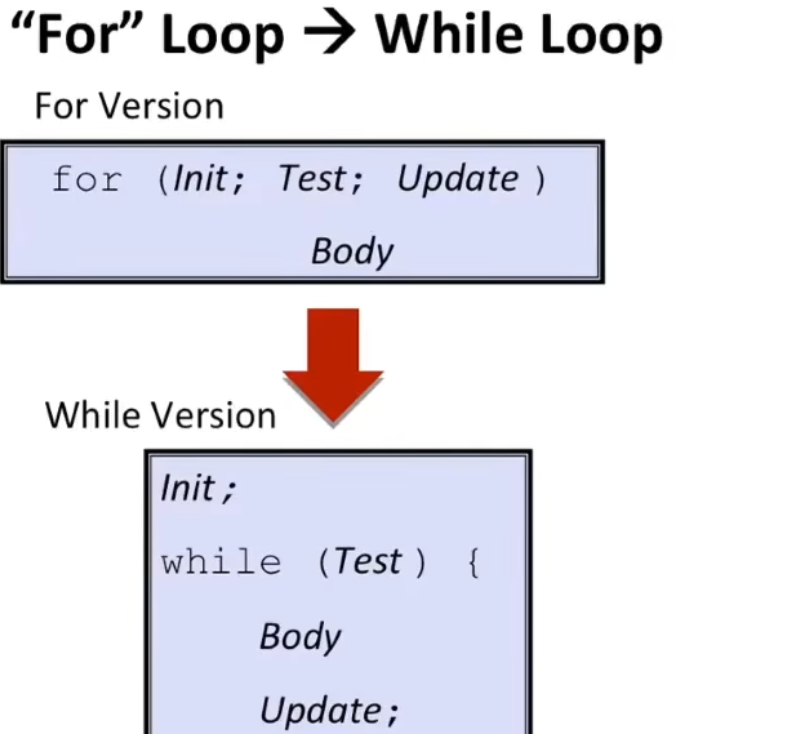 “For” Loop → While Loop
For Version
for (Init; Test; Update )
Body
While Version
Init;
while (Test ) {
Body
Update;